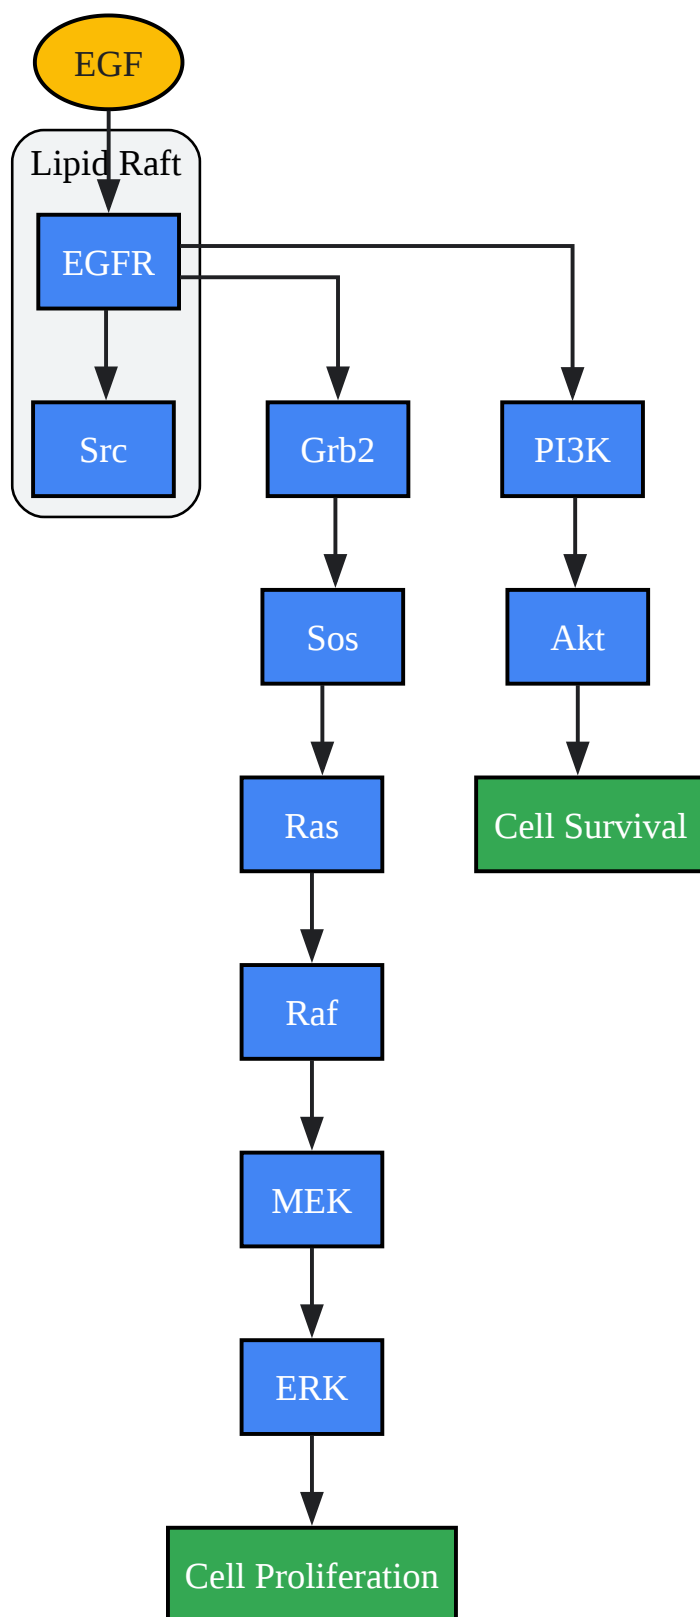 EGF
Lipid Raft
EGFR
Src
Grb2
PI3K
Sos
Akt
Ras
Cell Survival
Raf
MEK
ERK
Cell Proliferation